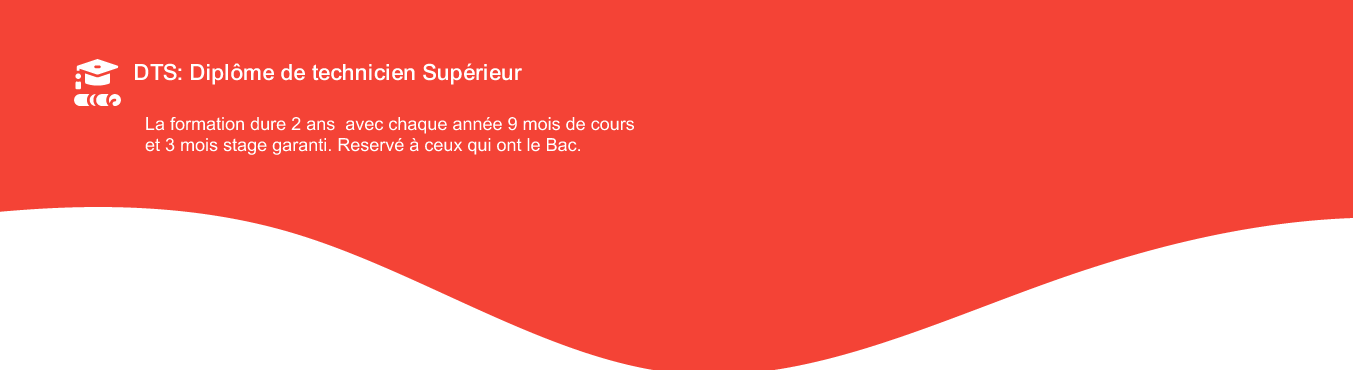 DTS: Diplôme de technicien Supérieur
La formation dure 2 ans  avec chaque année 9 mois de cours
et 3 mois stage garanti. Reservé à ceux qui ont le Bac.